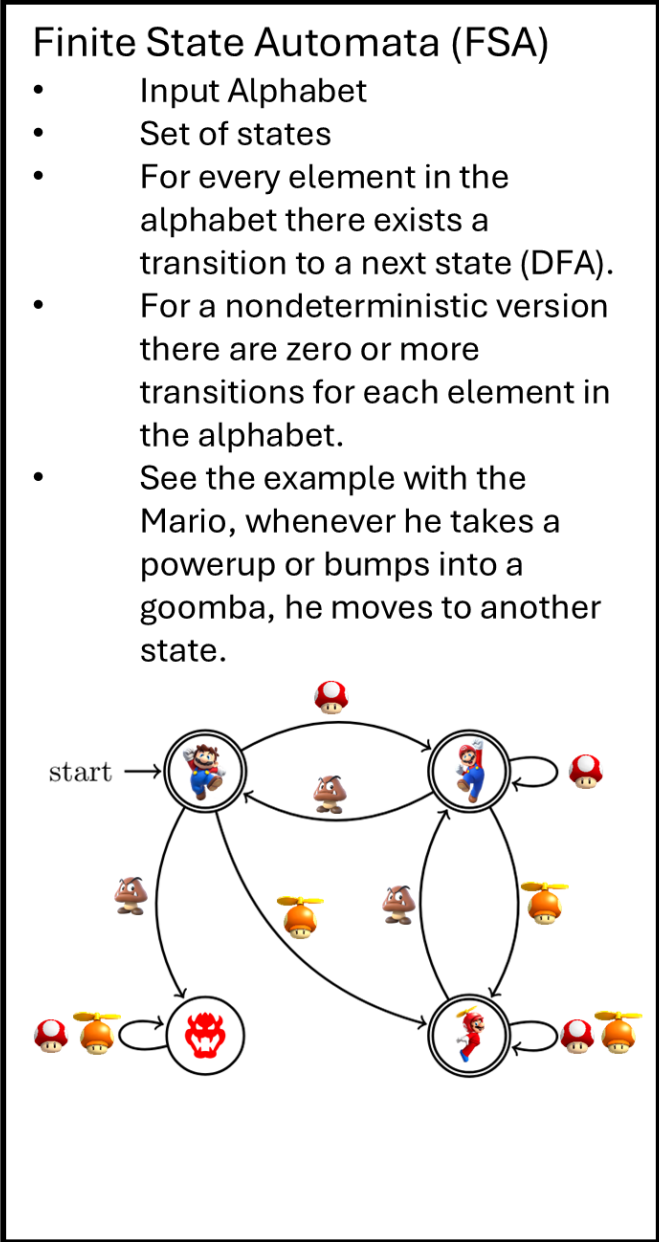 Finite State Automata (FSA)
• Input Alphabet
• Set of states
• For every element in the
alphabet there exists a
transition to a next state (DFA).
• For a nondeterministic version
there are zero or more
transitions for each element in
the alphabet.
• See the example with the
Mario, whenever he takes a
powerup or bumps into a
goomba, he moves to another
state.
start